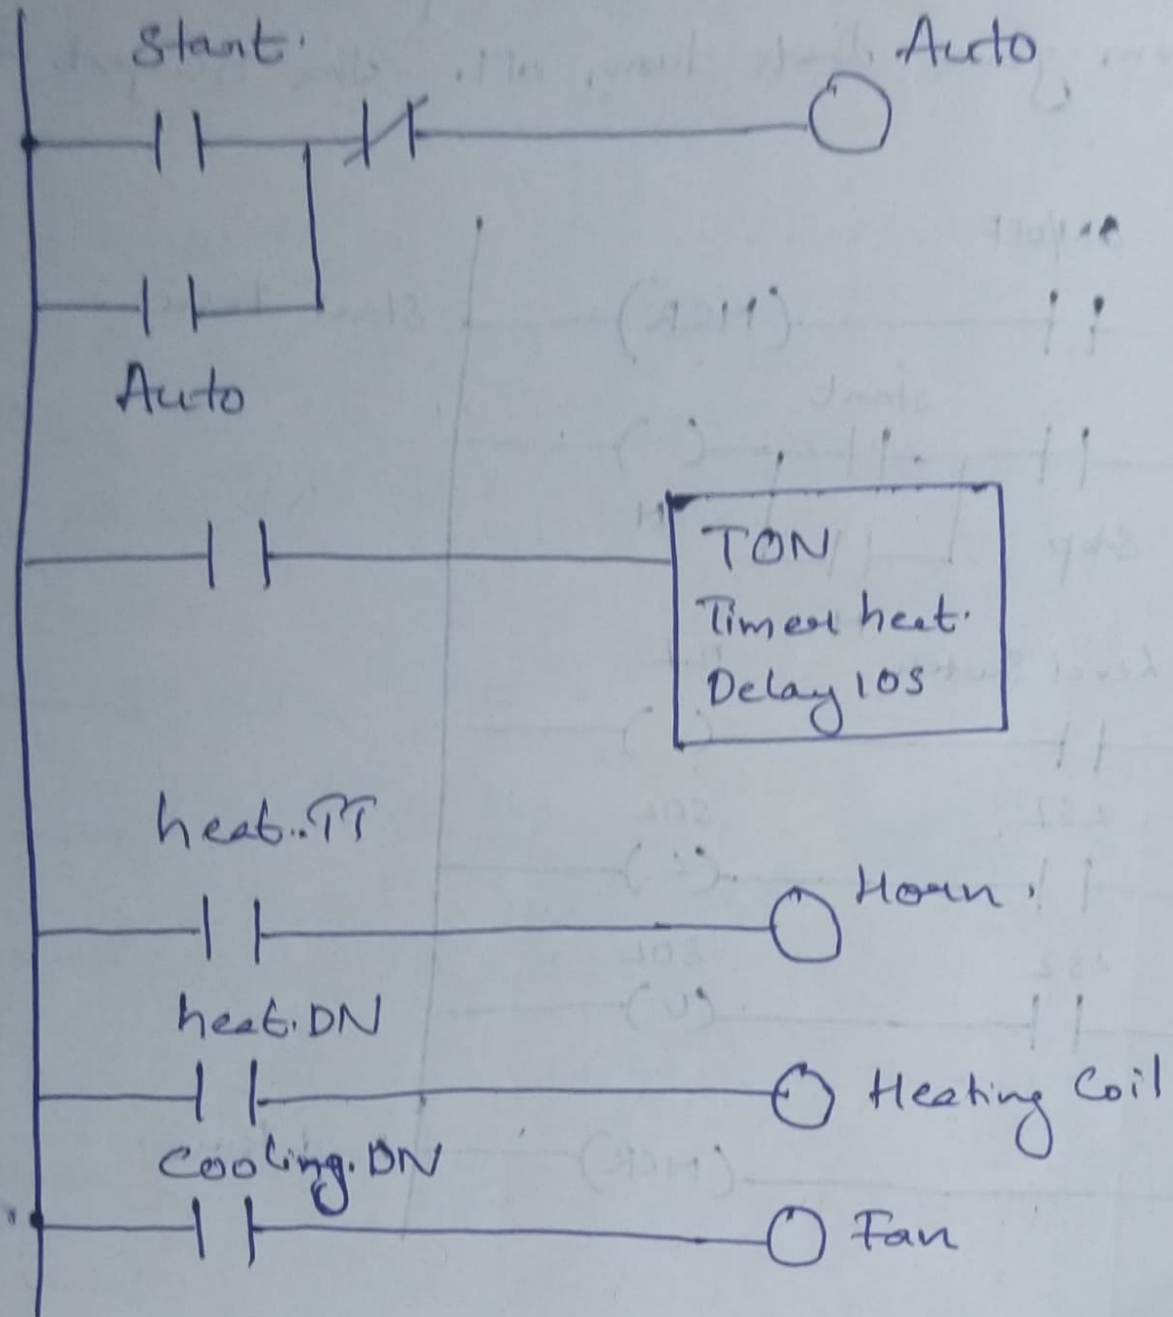 Start.
Auto
Auto
TON
Timer heat.
Delay 10S
heat..TT
Horn.
heat.DN
Heating Coil
Cooling.DN
Fan